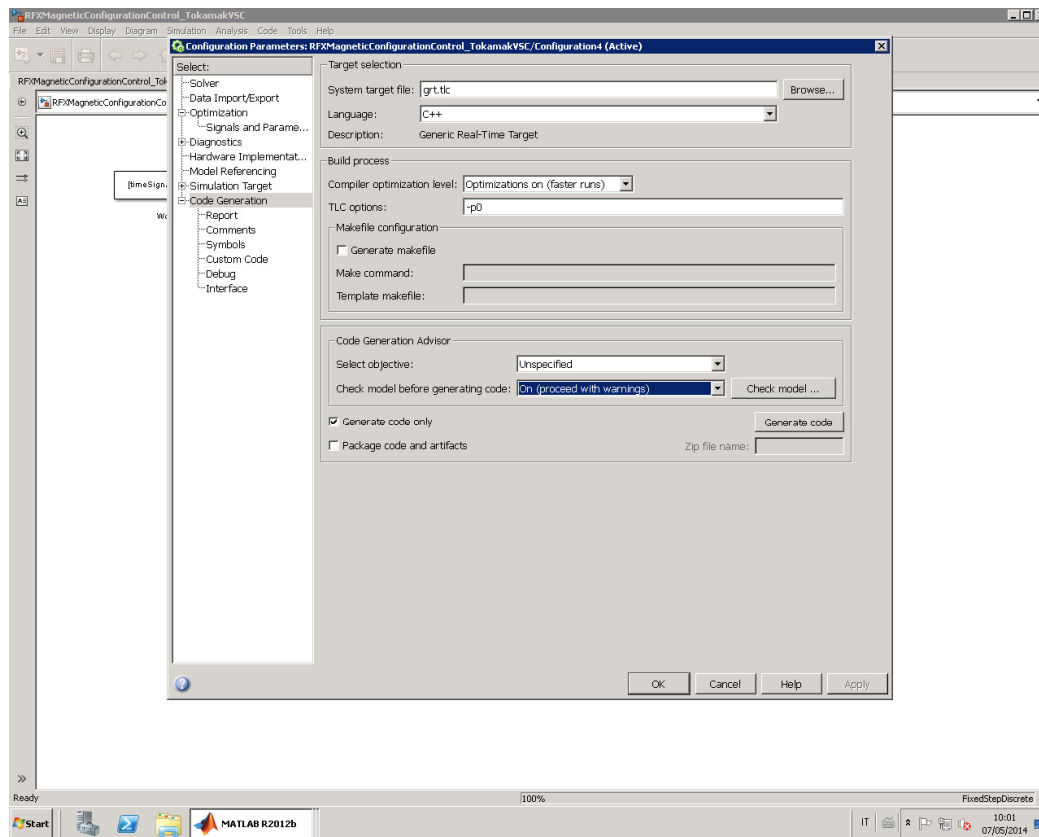 RFXMagneticConfigurationControl_TokamakVSC
File Edit View Display Diagram Simulation Analysis Code Tools Help
Configuration Parameters: RFXMagneticConfigurationControl_TokamakVSC/Configuration4 (Active)
RFXMagneticConfigurationControl_Tok
RFXMagneticConfigurationCo
[timeSign
Wo
Select:
Solver
Data Import/Export
Optimization
Signals and Parame...
Diagnostics
Hardware Implementat...
Model Referencing
Simulation Target
Code Generation
Report
Comments
Symbols
Custom Code
Debug
Interface
Target selection
System target file: grt.tlc Browse...
Language: C++
Description: Generic Real-Time Target
Build process
Compiler optimization level: Optimizations on (faster runs)
TLC options: -p0
Makefile configuration
Generate makefile
Make command:
Template makefile:
Code Generation Advisor
Select objective: Unspecified
Check model before generating code: On (proceed with warnings) Check model ...
Generate code only Generate code
Package code and artifacts Zip file name:
OK Cancel Help Apply
Ready 100% FixedStepDiscrete
Start MATLAB R2012b IT 10:01
07/05/2014